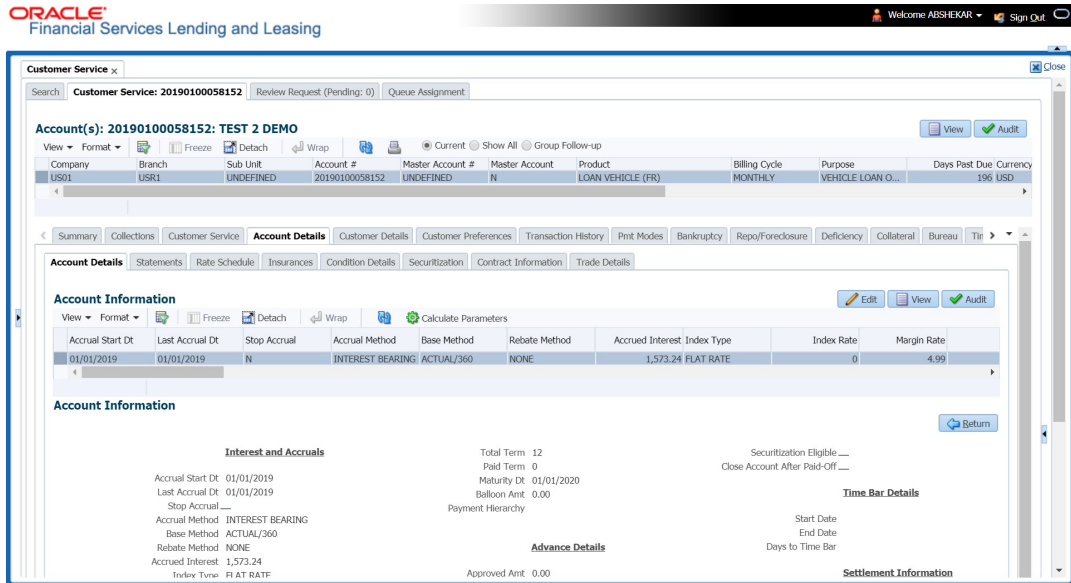 ORACLE
Welcome ABSHEKAR Sign Out
Financial Services Lending and Leasing
Customer Service x Close
Search Customer Service: 20190100058152 Review Request (Pending: 0) Queue Assignment
Account(s): 20190100058152: TEST 2 DEMO View Audit
View Format Freeze Detach Wrap Current Show All Group Follow-up
Company Branch Sub Unit Account # Master Account # Master Account Product Billing Cycle Purpose Days Past Due Currency
US01 USR1 UNDEFINED 20190100058152 UNDEFINED N LOAN VEHICLE (FR) MONTHLY VEHICLE LOAN O... 196 USD
Summary Collections Customer Service Account Details Customer Details Customer Preferences Transaction History Pmt Modes Bankruptcy Repo/Foreclosure Deficiency Collateral Bureau
Account Details Statements Rate Schedule Insurances Condition Details Securitization Contract Information Trade Details
Account Information Edit View Audit
View Format Freeze Detach Wrap Calculate Parameters
Accrual Start Dt Last Accrual Dt Stop Accrual Accrual Method Base Method Rebate Method Accrued Interest Index Type Index Rate Margin Rate
01/01/2019 01/01/2019 N INTEREST BEARING ACTUAL/360 NONE 1,573.24 FLAT RATE 0 4.99
Account Information
Return
Interest and Accruals
Accrual Start Dt 01/01/2019
Last Accrual Dt 01/01/2019
Stop Accrual
Accrual Method INTEREST BEARING
Base Method ACTUAL/360
Rebate Method NONE
Accrued Interest 1,573.24
Index Type FLAT RATE
Total Term 12
Paid Term 0
Maturity Dt 01/01/2020
Balloon Amt 0.00
Payment Hierarchy
Advance Details
Approved Amt 0.00
Securitization Eligible
Close Account After Paid-Off
Time Bar Details
Start Date
End Date
Days to Time Bar
Settlement Information